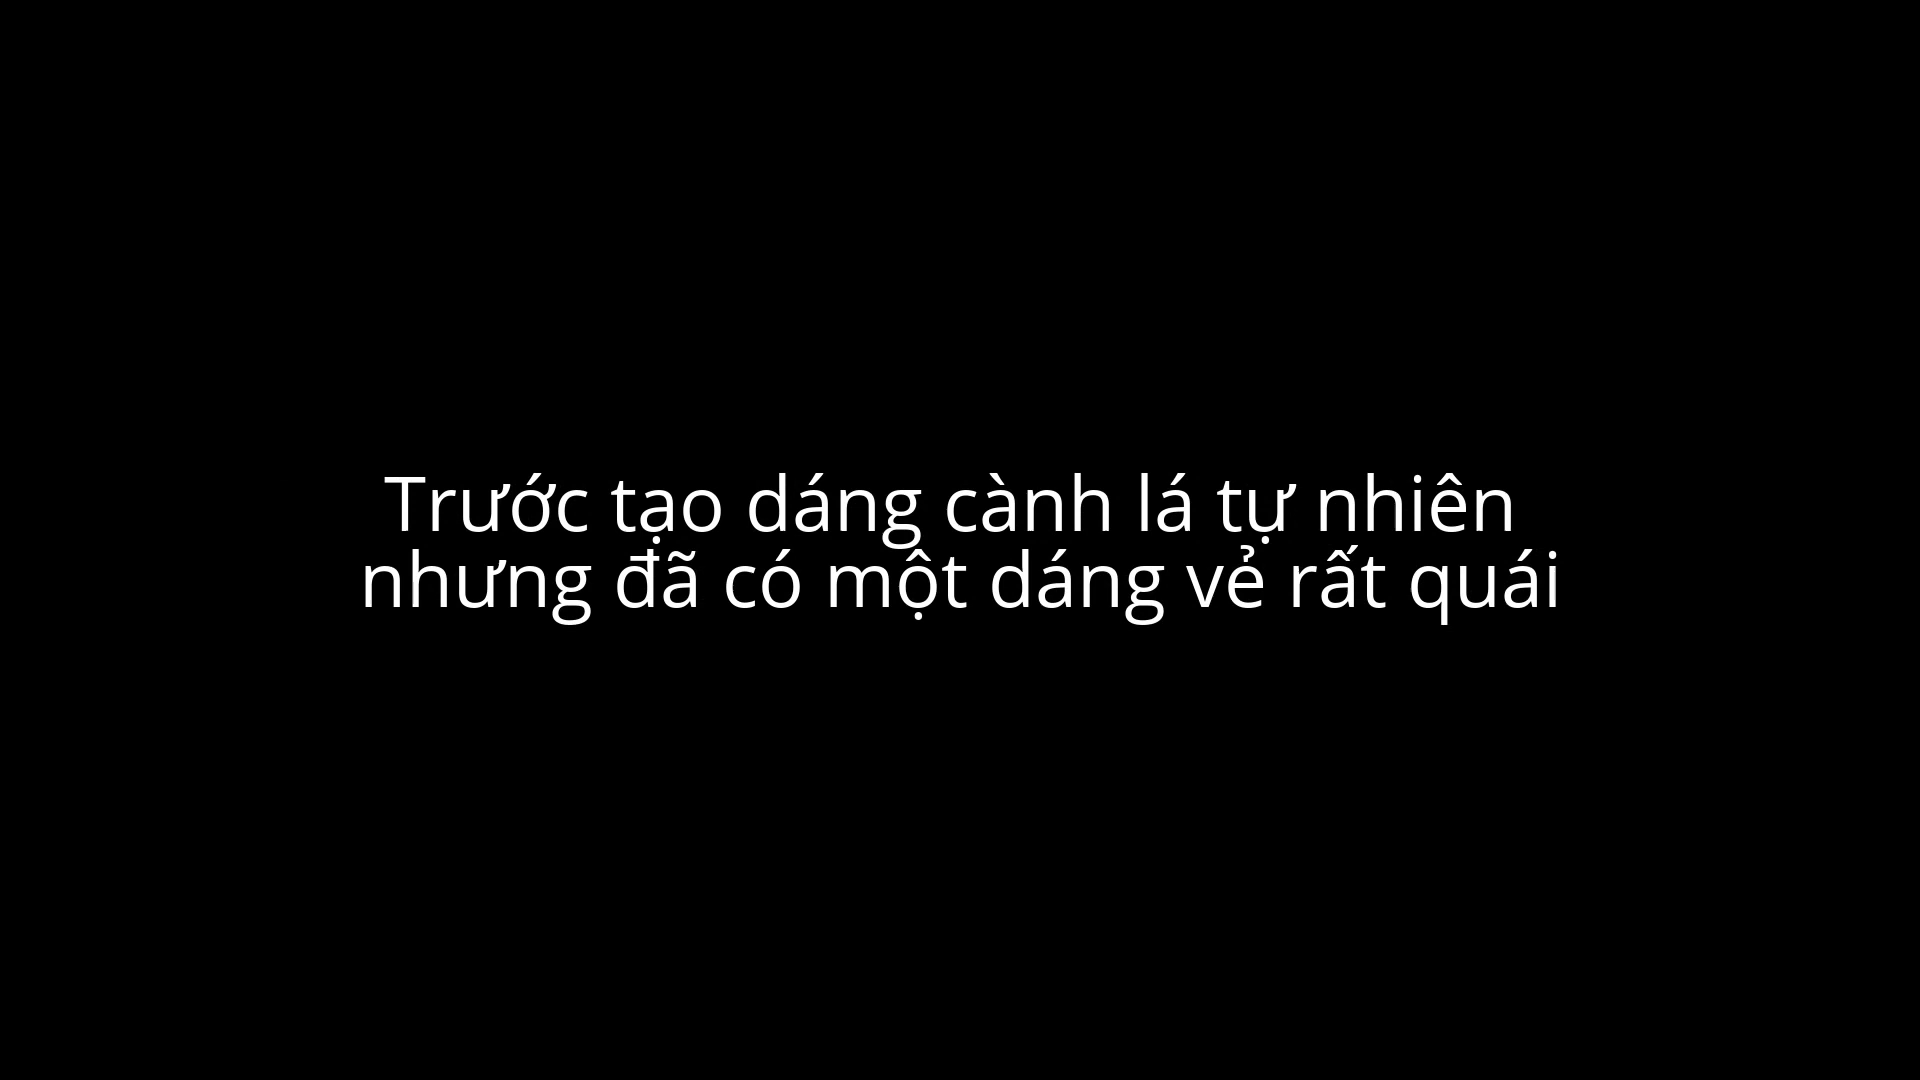 Trước tạo dáng cành lá tự nhiên
nhưng đã có một dáng vẻ rất quái